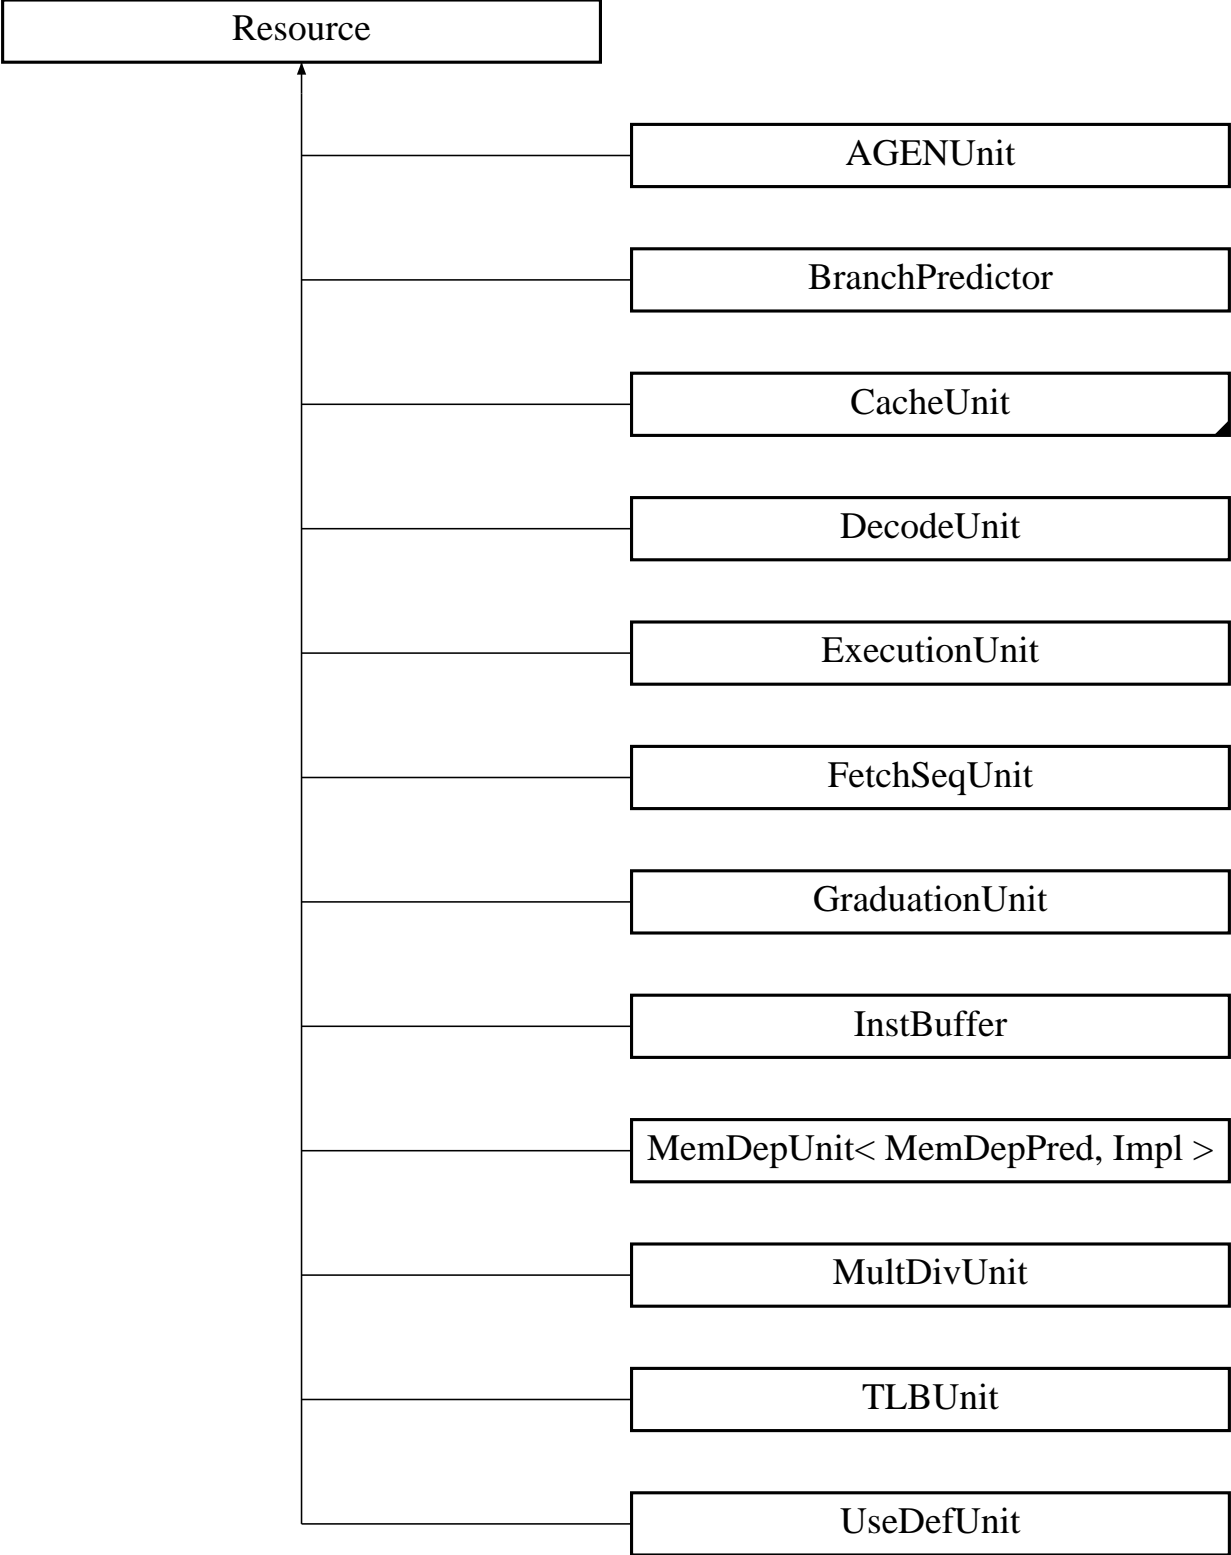 Resource
AGENUnit
BranchPredictor
CacheUnit
DecodeUnit
ExecutionUnit
FetchSeqUnit
GraduationUnit
InstBuffer
MemDepUnit< MemDepPred, Impl >
MultDivUnit
TLBUnit
UseDefUnit